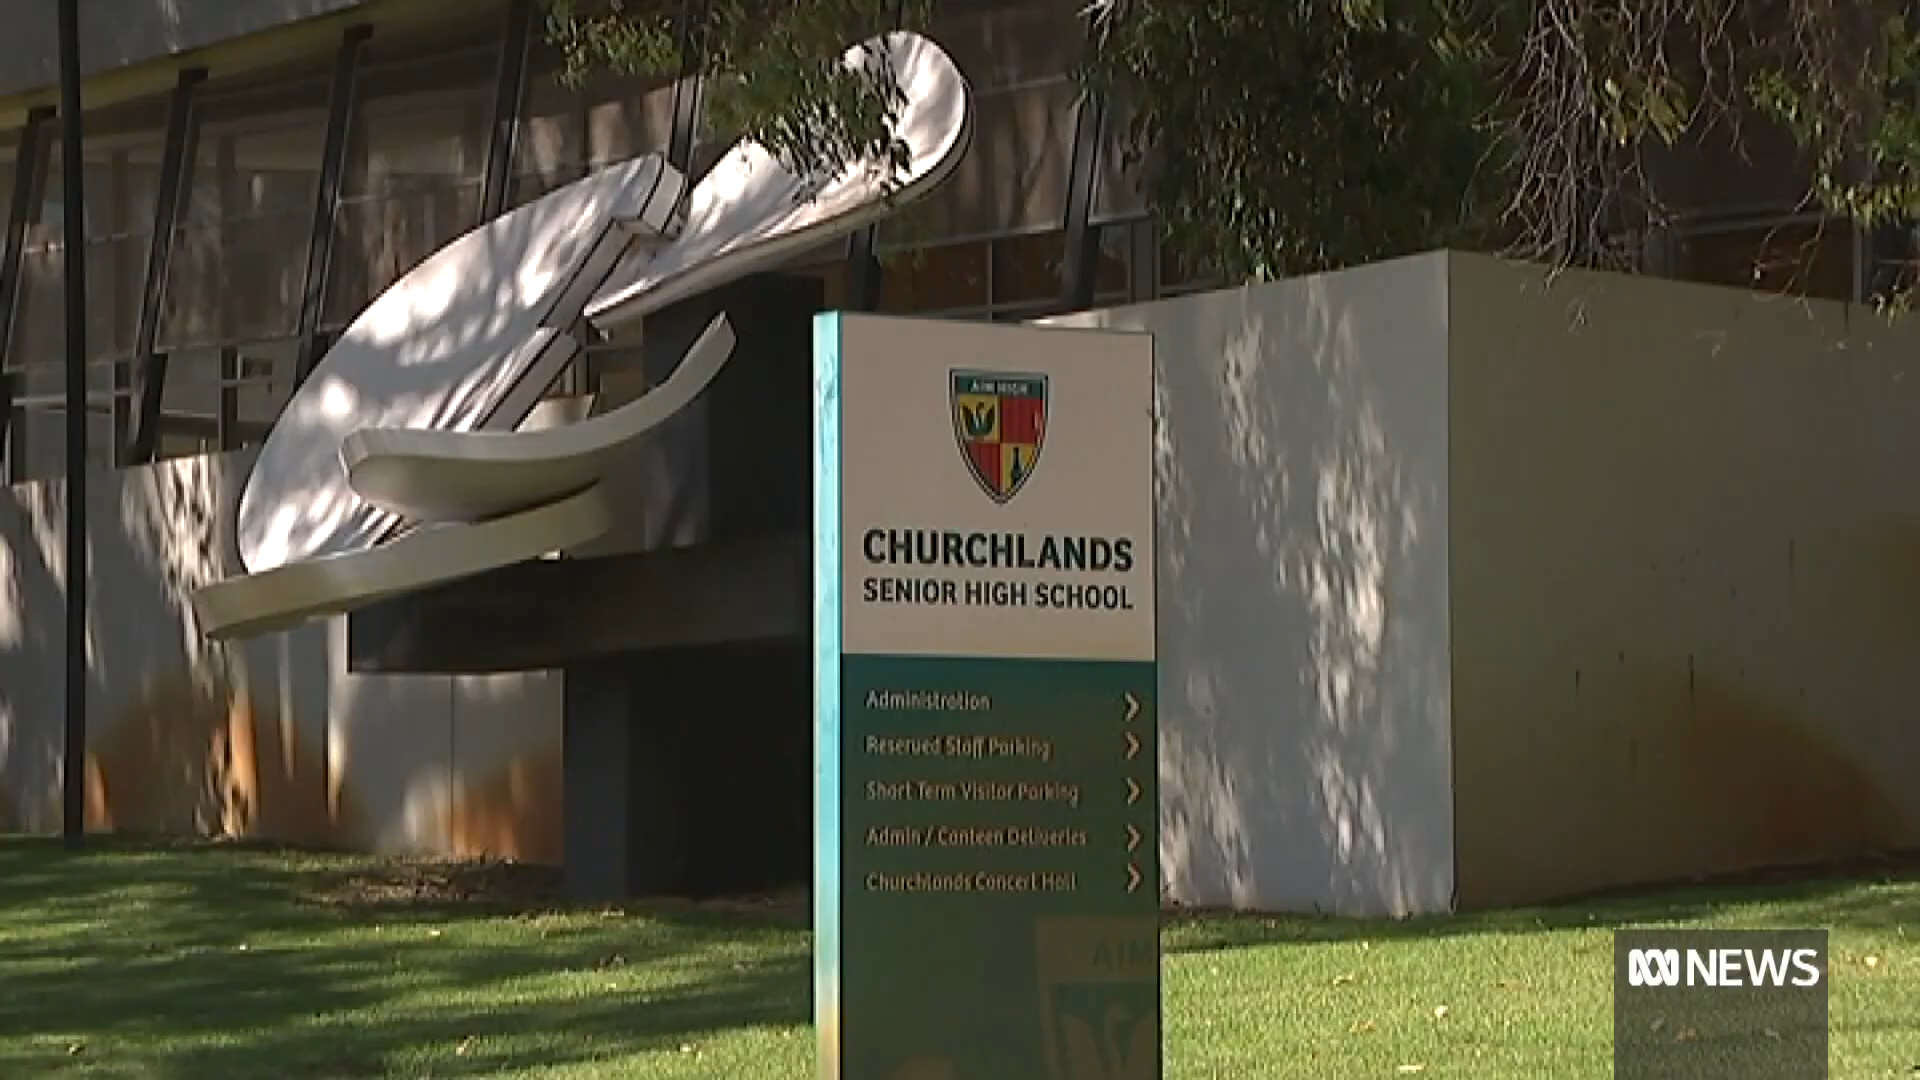 AIM HIGH
CHURCHLANDS
SENIOR HIGH SCHOOL
Administration
Reserved Staff Parking
Short Term Visitor Parking
Admin / Canteen Deliveries
Churchlands Concert Hall
AIM
NEWS